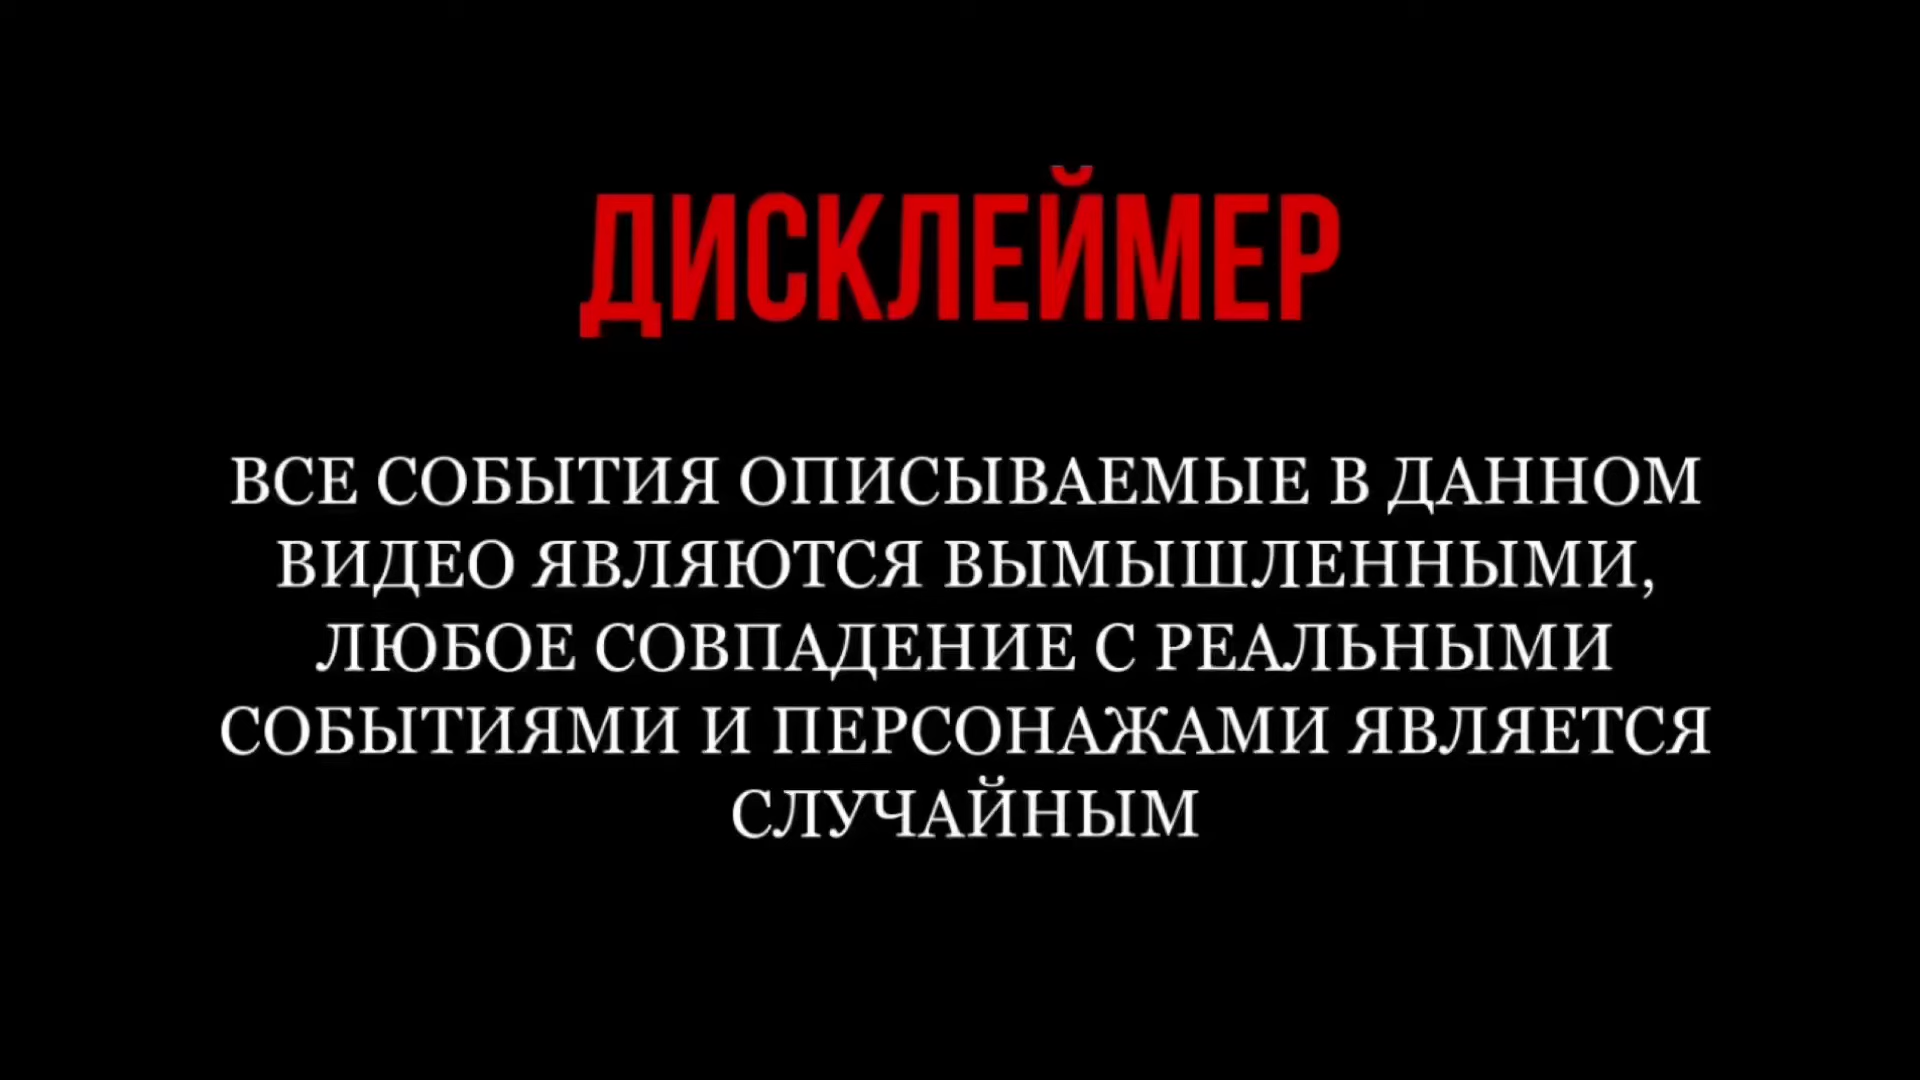 ДИСКЛЕЙМЕР
ВСЕ СОБЫТИЯ ОПИСЫВАЕМЫЕ В ДАННОМ
ВИДЕО ЯВЛЯЮТСЯ ВЫМЫШЛЕННЫМИ,
ЛЮБОЕ СОВПАДЕНИЕ С РЕАЛЬНЫМИ
СОБЫТИЯМИ И ПЕРСОНАЖАМИ ЯВЛЯЕТСЯ
СЛУЧАЙНЫМ